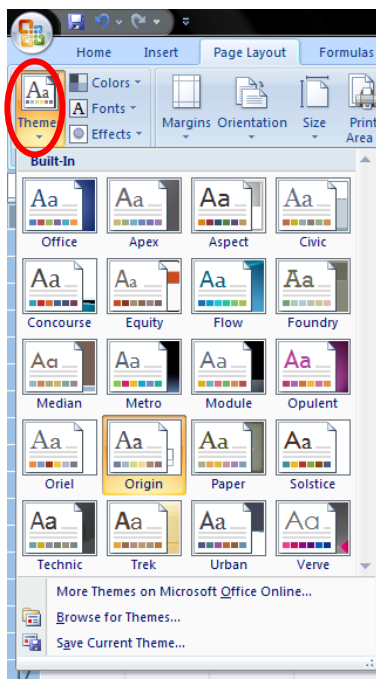 Home Insert Page Layout Formulas
Aa Colors
A Fonts
Themes Effects Margins Orientation Size Print Area
Built-In
Aa Aa Aa Aa
Office Apex Aspect Civic
Aa Aa Aa Aa
Concourse Equity Flow Foundry
Aa Aa Aa Aa
Median Metro Module Opulent
Aa Aa Aa Aa
Oriel Origin Paper Solstice
Aa Aa Aa Aa
Technic Trek Urban Verve
More Themes on Microsoft Office Online...
Browse for Themes...
Save Current Theme...
17